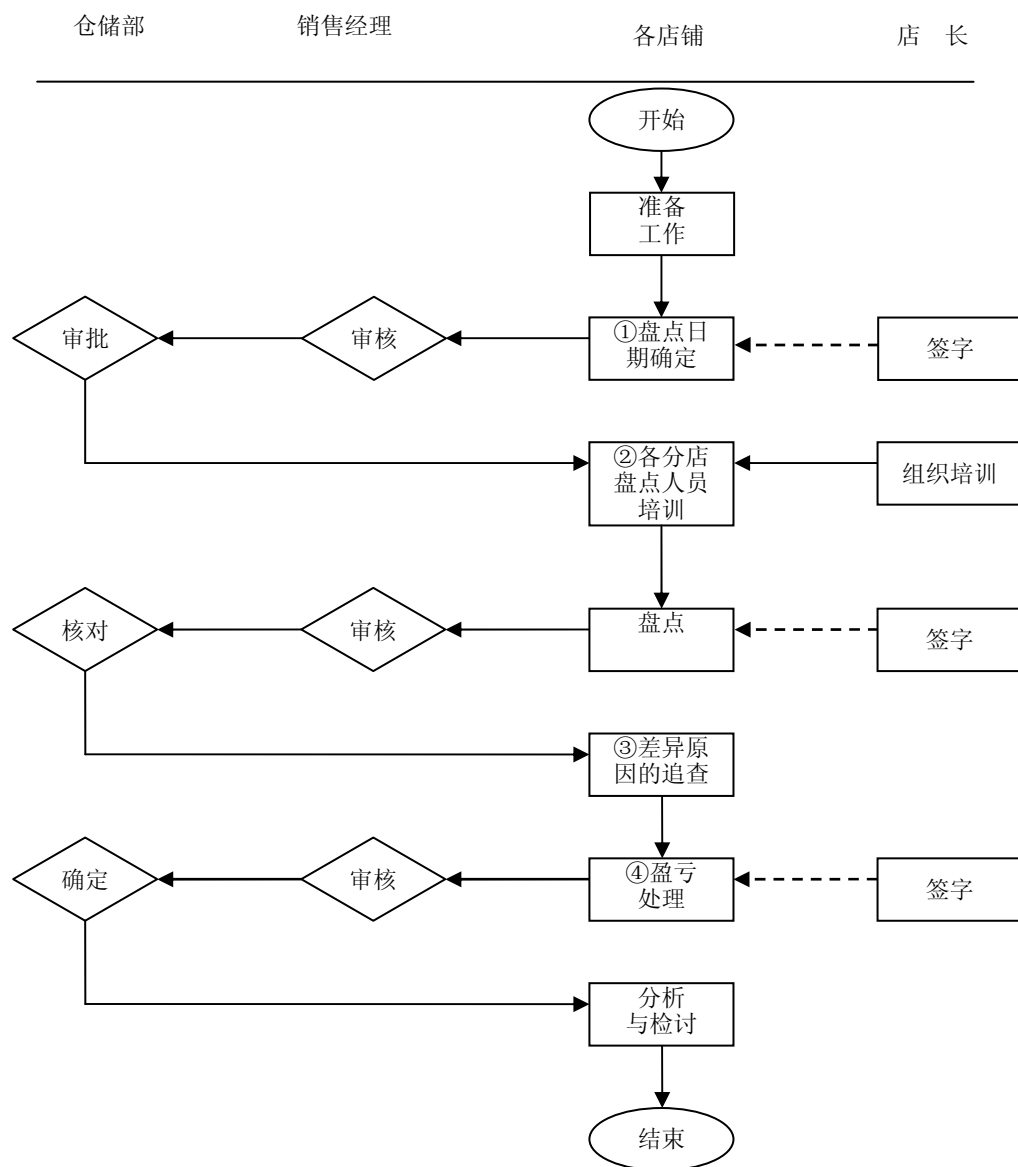 仓储部
销售经理
各店铺
店 长
开始
准备
工作
审批
审核
①盘点日
期确定
签字
②各分店
盘点人员
培训
组织培训
核对
审核
盘点
签字
③差异原
因的追查
确定
审核
④盈亏
处理
签字
分析
与检讨
结束